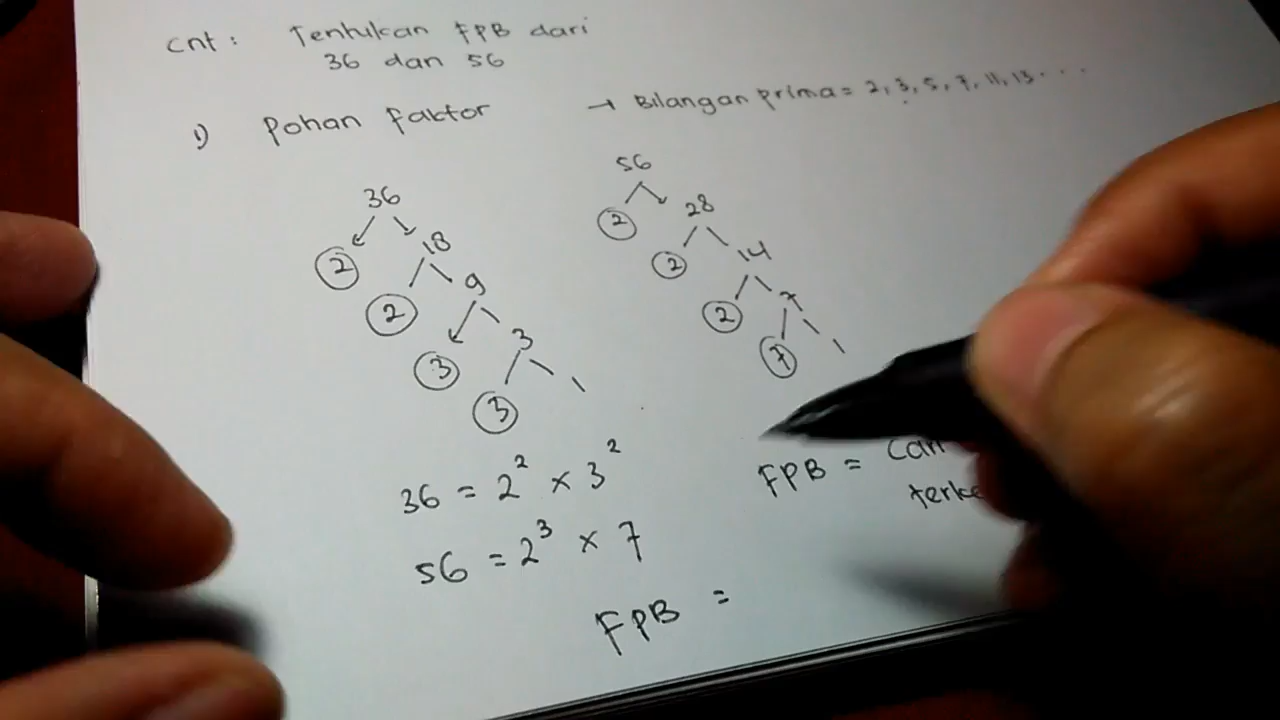 Cnt : Tentukan FPB dari
36 dan 56
1) Pohon faktor
→ Bilangan prima = 2, 3, 5, 7, 11, 13 . . .
36
2 18
2 9
3 3
3
56
2 28
2 14
2 7
7
36 = 2² × 3²
56 = 2³ × 7
FPB =
FPB = Cari